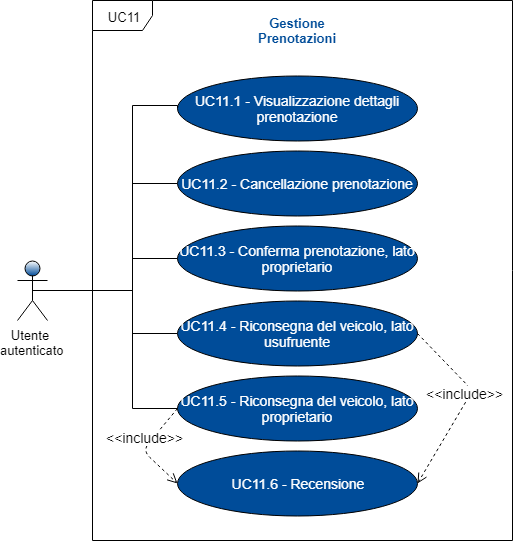 UC11
Gestione
Prenotazioni
UC11.1 - Visualizzazione dettagli
prenotazione
UC11.2 - Cancellazione prenotazione
UC11.3 - Conferma prenotazione, lato
proprietario
UC11.4 - Riconsegna del veicolo, lato
usufruente
Utente
autenticato
UC11.5 - Riconsegna del veicolo, lato
proprietario
<<include>>
<<include>>
UC11.6 - Recensione